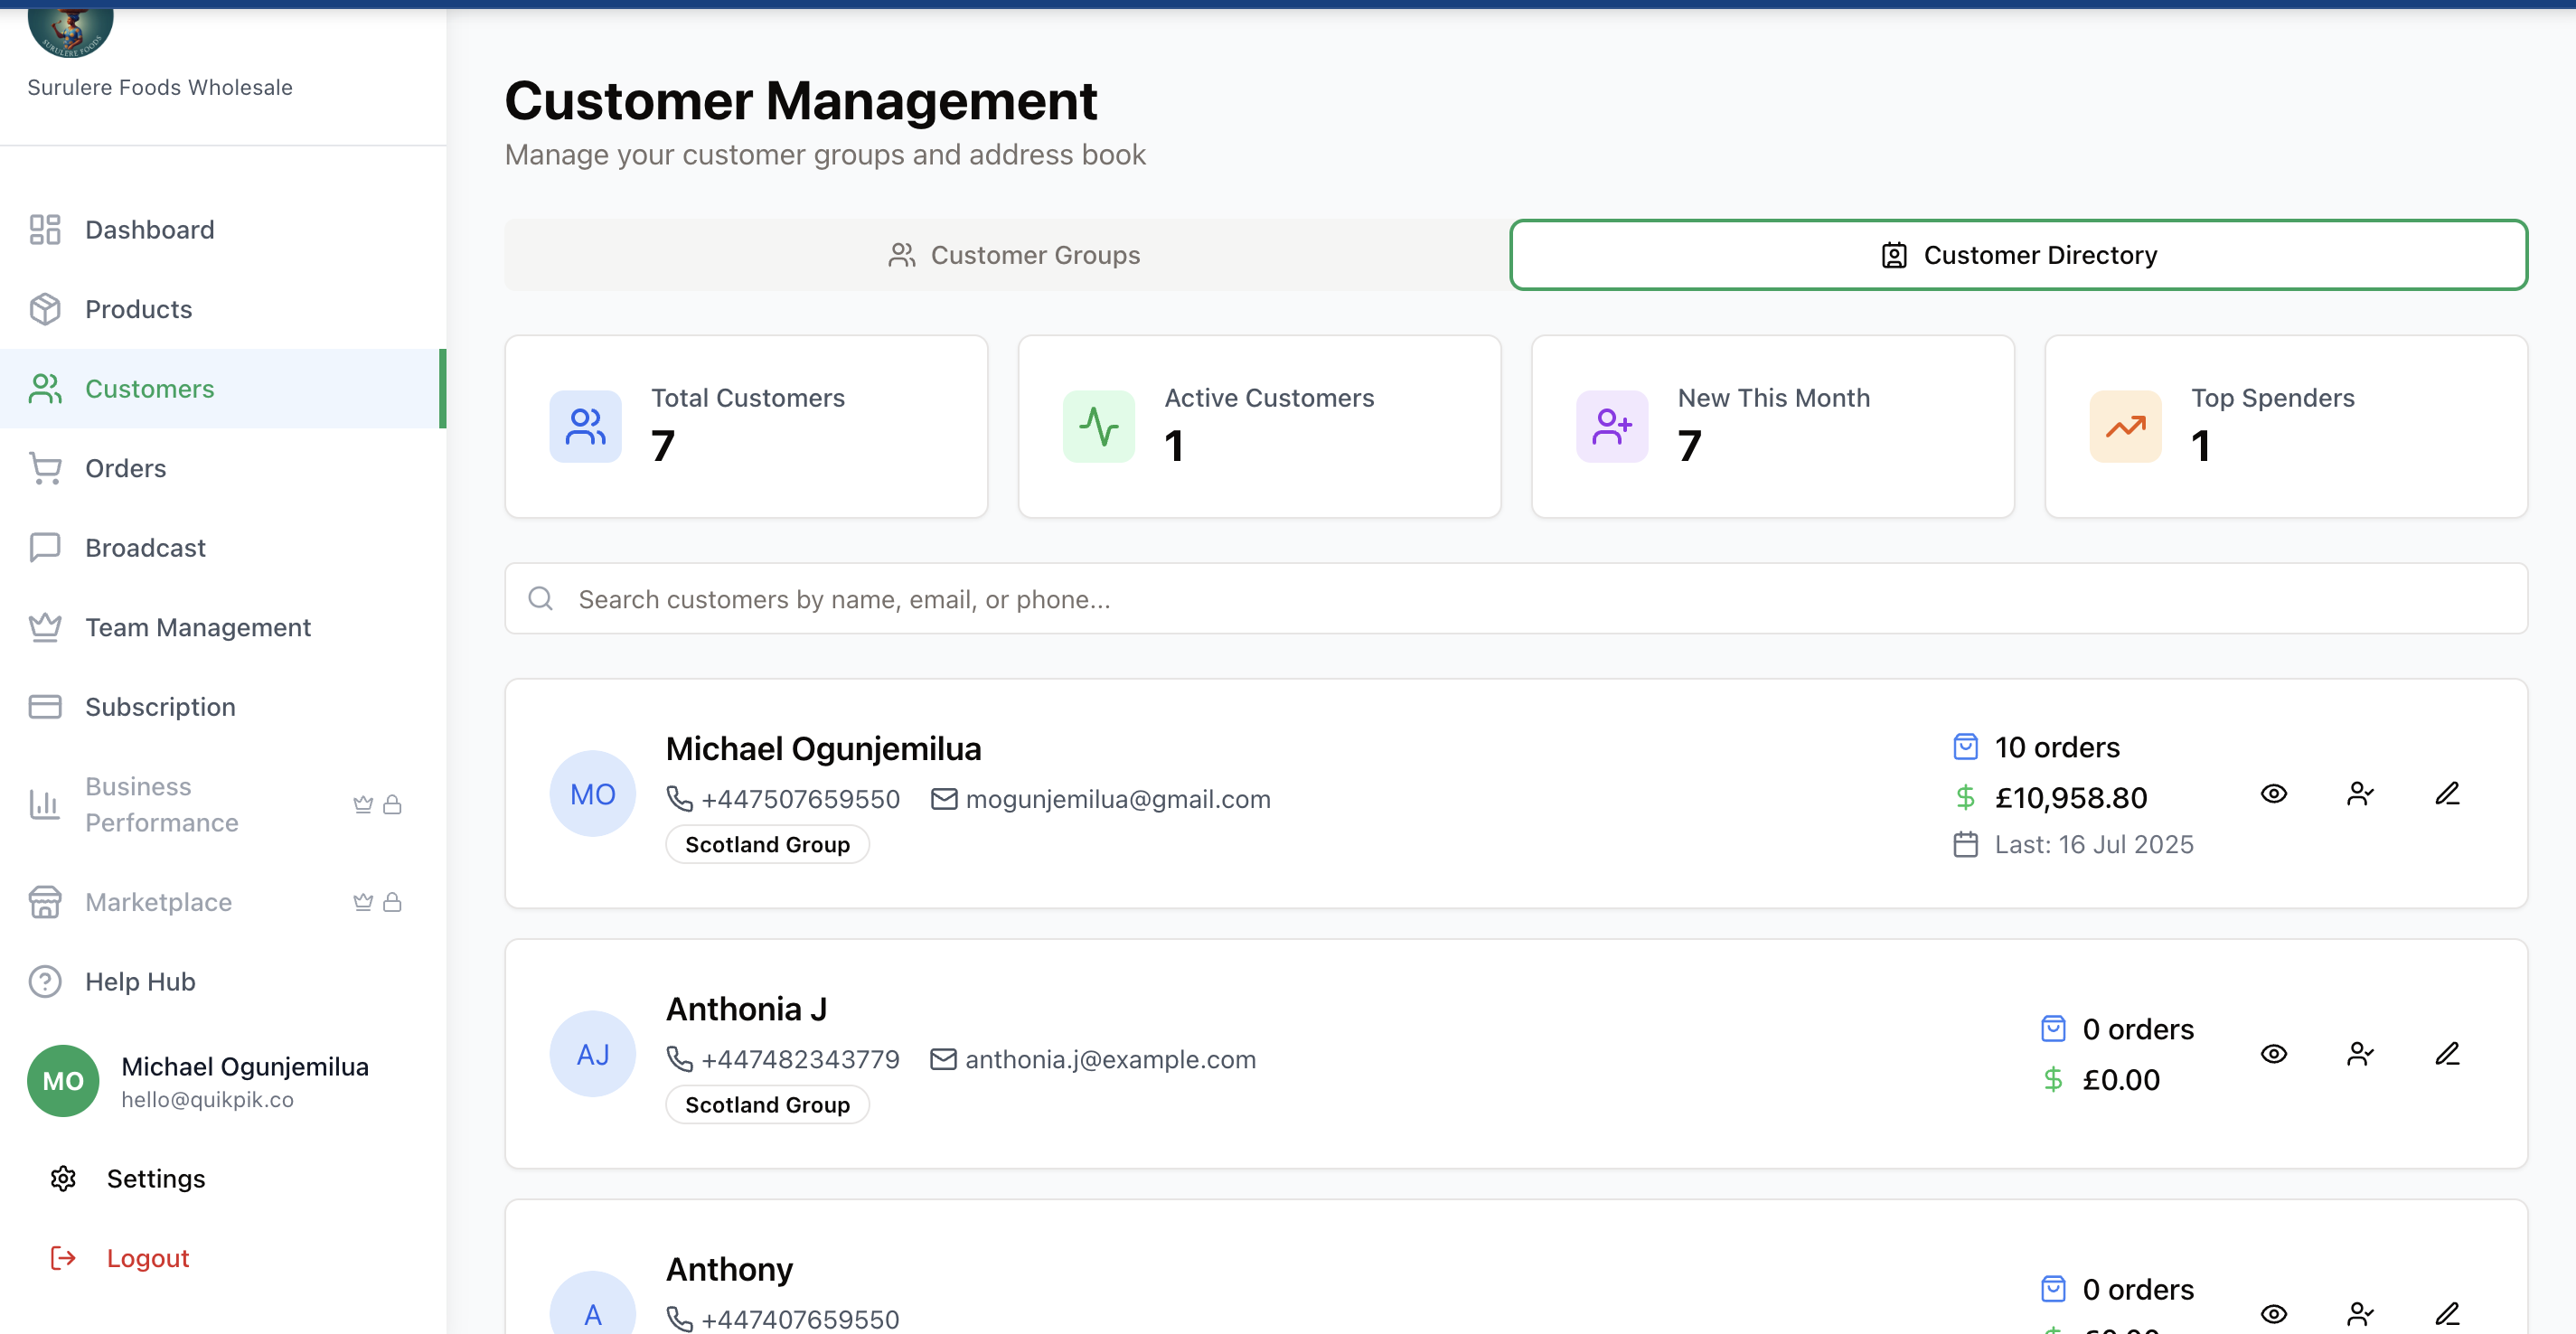 SURULERE FOODS
Surulere Foods Wholesale
Dashboard
Products
Customers
Orders
Broadcast
Team Management
Subscription
Business
Performance
Marketplace
Help Hub
MO
Michael Ogunjemilua
hello@quikpik.co
Settings
Logout
Customer Management
Manage your customer groups and address book
Customer Groups
Customer Directory
Total Customers
7
Active Customers
1
New This Month
7
Top Spenders
1
Search customers by name, email, or phone...
MO
Michael Ogunjemilua
+447507659550 mogunjemilua@gmail.com
Scotland Group
10 orders
$ £10,958.80
Last: 16 Jul 2025
AJ
Anthonia J
+447482343779 anthonia.j@example.com
Scotland Group
0 orders
$ £0.00
A
Anthony
+447407659550
0 orders